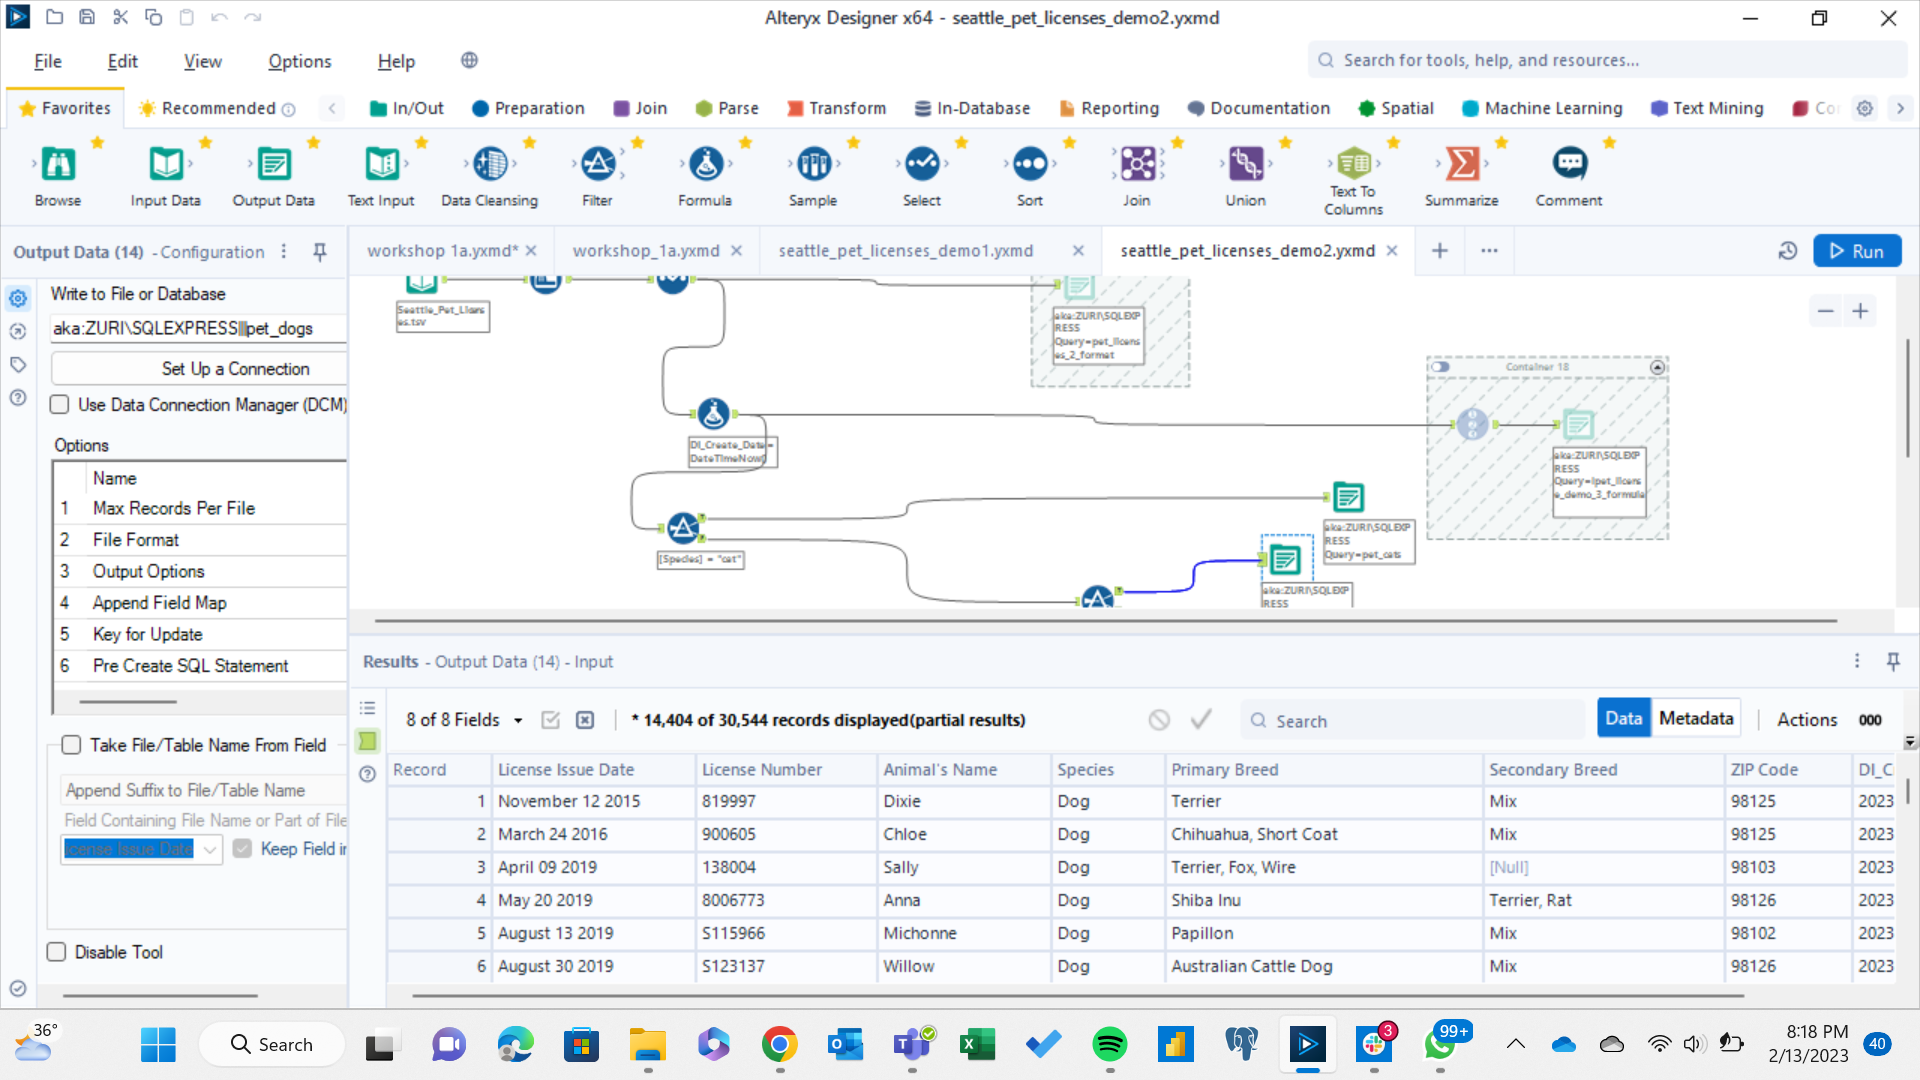 Alteryx Designer x64 - seattle_pet_licenses_demo2.yxmd
File Edit View Options Help
Search for tools, help, and resources...
Favorites Recommended In/Out Preparation Join Parse Transform In-Database Reporting Documentation Spatial Machine Learning Text Mining Co
Browse Input Data Output Data Text Input Data Cleansing Filter Formula Sample Select Sort Join Union Text To Columns Summarize Comment
Output Data (14) - Configuration
workshop 1a.yxmd* workshop_1a.yxmd seattle_pet_licenses_demo1.yxmd seattle_pet_licenses_demo2.yxmd Run
Write to File or Database
aka:ZURI\SQLEXPRESS|||pet_dogs
Set Up a Connection
Use Data Connection Manager (DCM)
Options
Name
1 Max Records Per File
2 File Format
3 Output Options
4 Append Field Map
5 Key for Update
6 Pre Create SQL Statement
Take File/Table Name From Field
Append Suffix to File/Table Name
Field Containing File Name or Part of File
icense Issue Date Keep Field in
Disable Tool
Seattle_Pet_Licens
es.tsv
aka:ZURI\SQLEXP
RESS
Query=pet_licens
es_2_format
Container 18
aka:ZURI\SQLEXP
RESS
Query=lpet_licens
e_demo_3_formula
DI_Create_Date=
DateTimeNow()
[Species] = "cat"
aka:ZURI\SQLEXP
RESS
Query=pet_cats
aka:ZURI\SQLEXP
RESS
Results - Output Data (14) - Input
8 of 8 Fields * 14,404 of 30,544 records displayed(partial results) Search Data Metadata Actions 000
Record License Issue Date License Number Animal's Name Species Primary Breed Secondary Breed ZIP Code DI_C
1 November 12 2015 819997 Dixie Dog Terrier Mix 98125 2023
2 March 24 2016 900605 Chloe Dog Chihuahua, Short Coat Mix 98125 2023
3 April 09 2019 138004 Sally Dog Terrier, Fox, Wire [Null] 98103 2023
4 May 20 2019 8006773 Anna Dog Shiba Inu Terrier, Rat 98126 2023
5 August 13 2019 S115966 Michonne Dog Papillon Mix 98102 2023
6 August 30 2019 S123137 Willow Dog Australian Cattle Dog Mix 98126 2023
36° Search 3 99+ 8:18 PM
2/13/2023 40